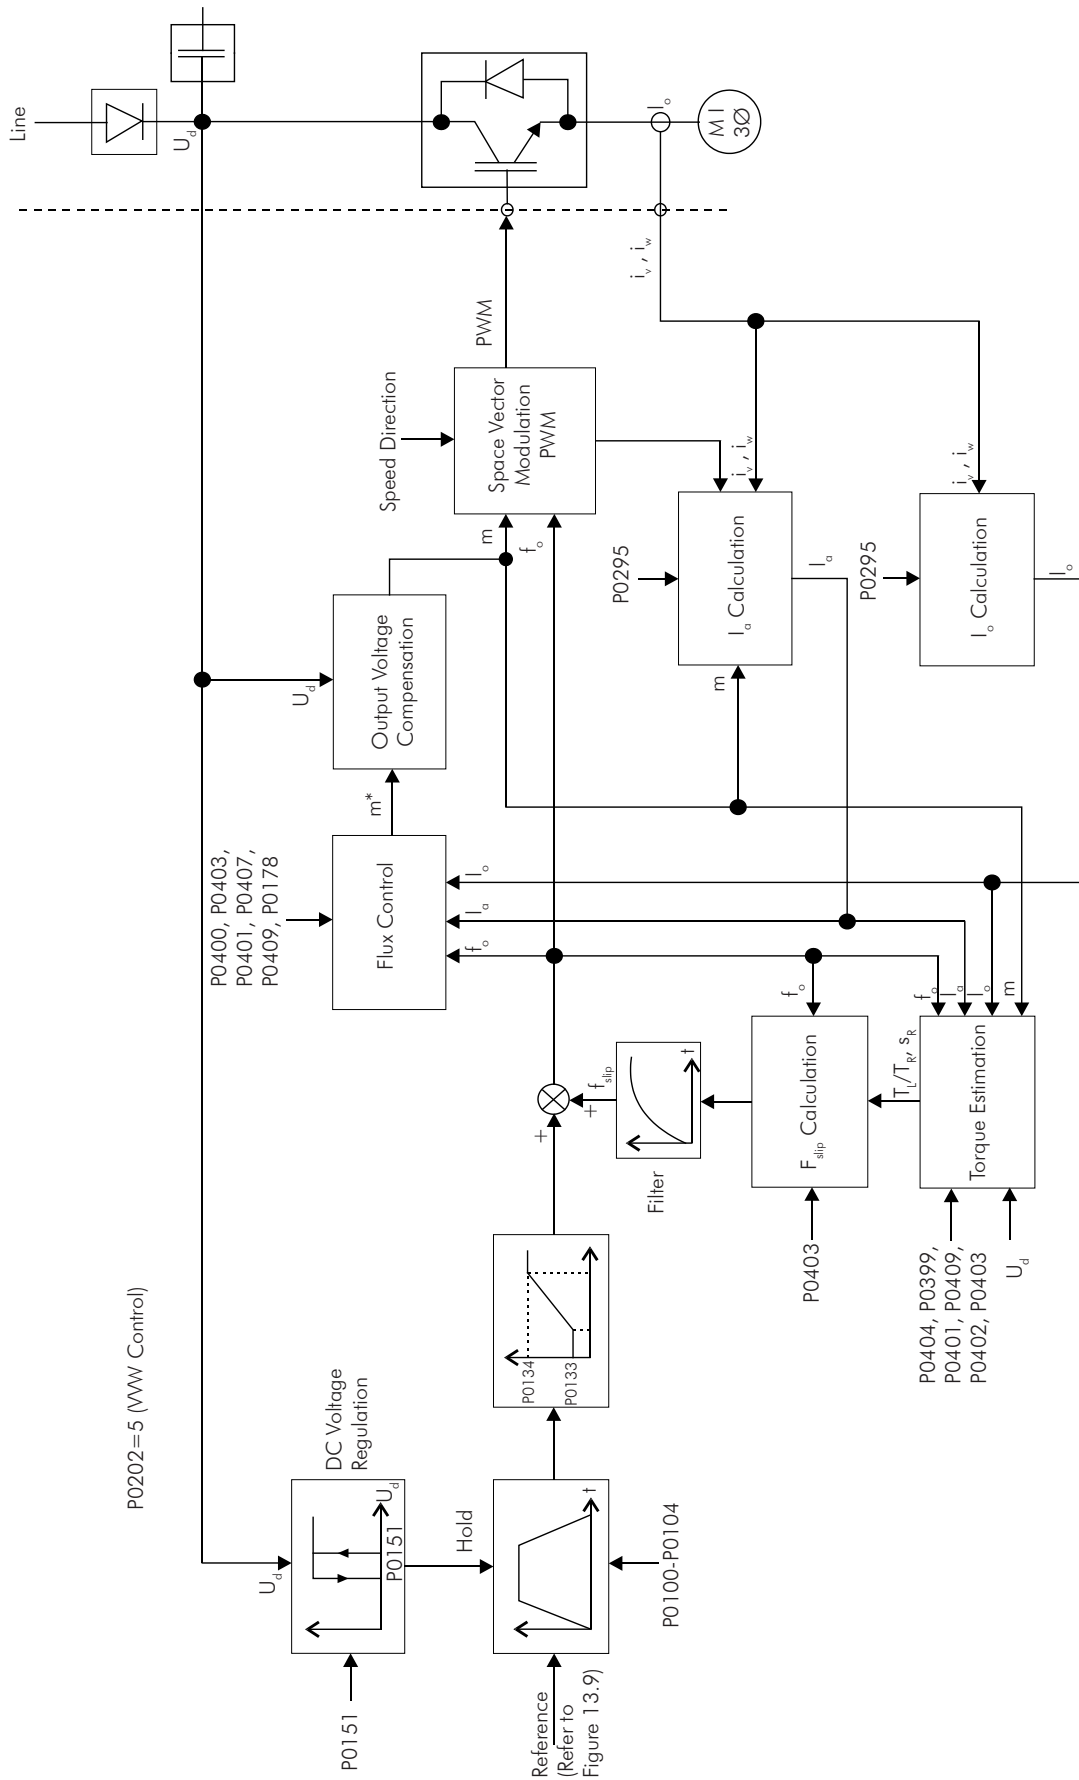 P0202=5 (VVW Control)
Line
U_d
I_o
M I
3Ø
i_v , i_w
PWM
Speed Direction
Space Vector
Modulation
PWM
m
f_o
U_d
Output Voltage
Compensation
m*
P0400, P0403,
P0401, P0407,
P0409, P0178
Flux Control
I_o
I_a
f_o
P0295
I_a Calculation
i_v , i_w
I_a
m
P0295
I_o Calculation
i_v , i_w
I_o
U_d
DC Voltage
Regulation
U_d
P0151
P0151
Hold
t
P0100-P0104
Reference
(Refer to
Figure 13.9)
P0134
P0133
+
+
f_slip
t
Filter
f_o
F_slip Calculation
P0403
T_L/T_R, s_R
f_o
I_a
I_o
m
Torque Estimation
P0404, P0399,
P0401, P0409,
P0402, P0403
U_d